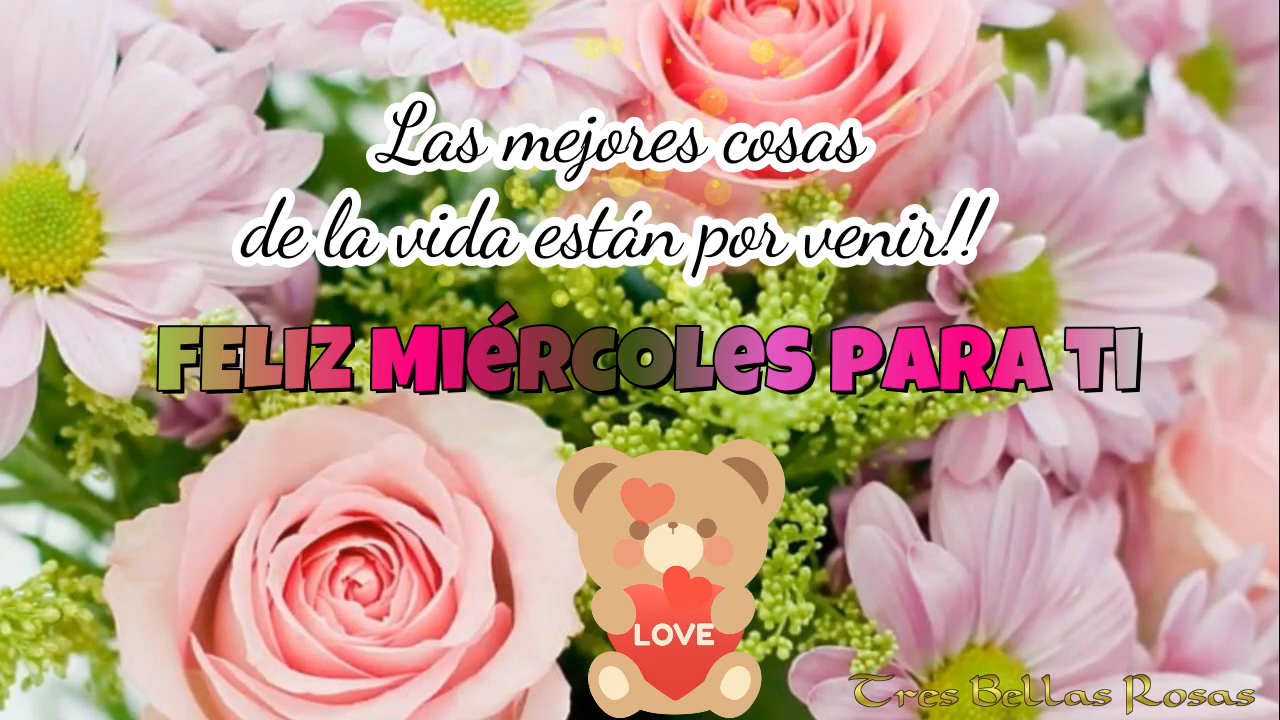 Las mejores cosas
de la vida están por venir!!
FELIZ MIéRCOLES PARA TI
LOVE
Tres Bellas Rosas